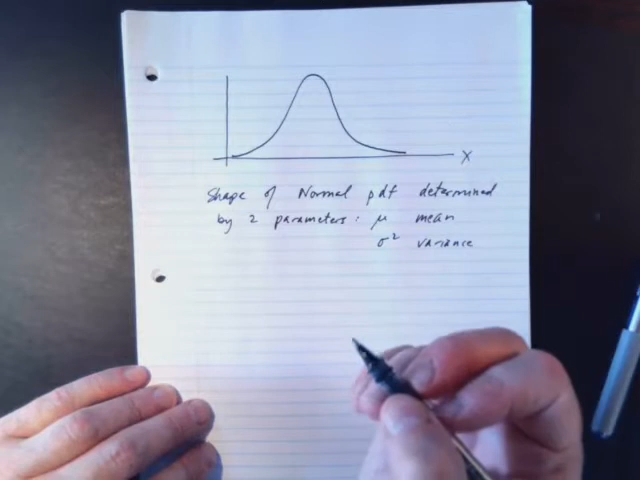 X
Shape of Normal pdf determined
by 2 parameters: μ mean
σ² variance